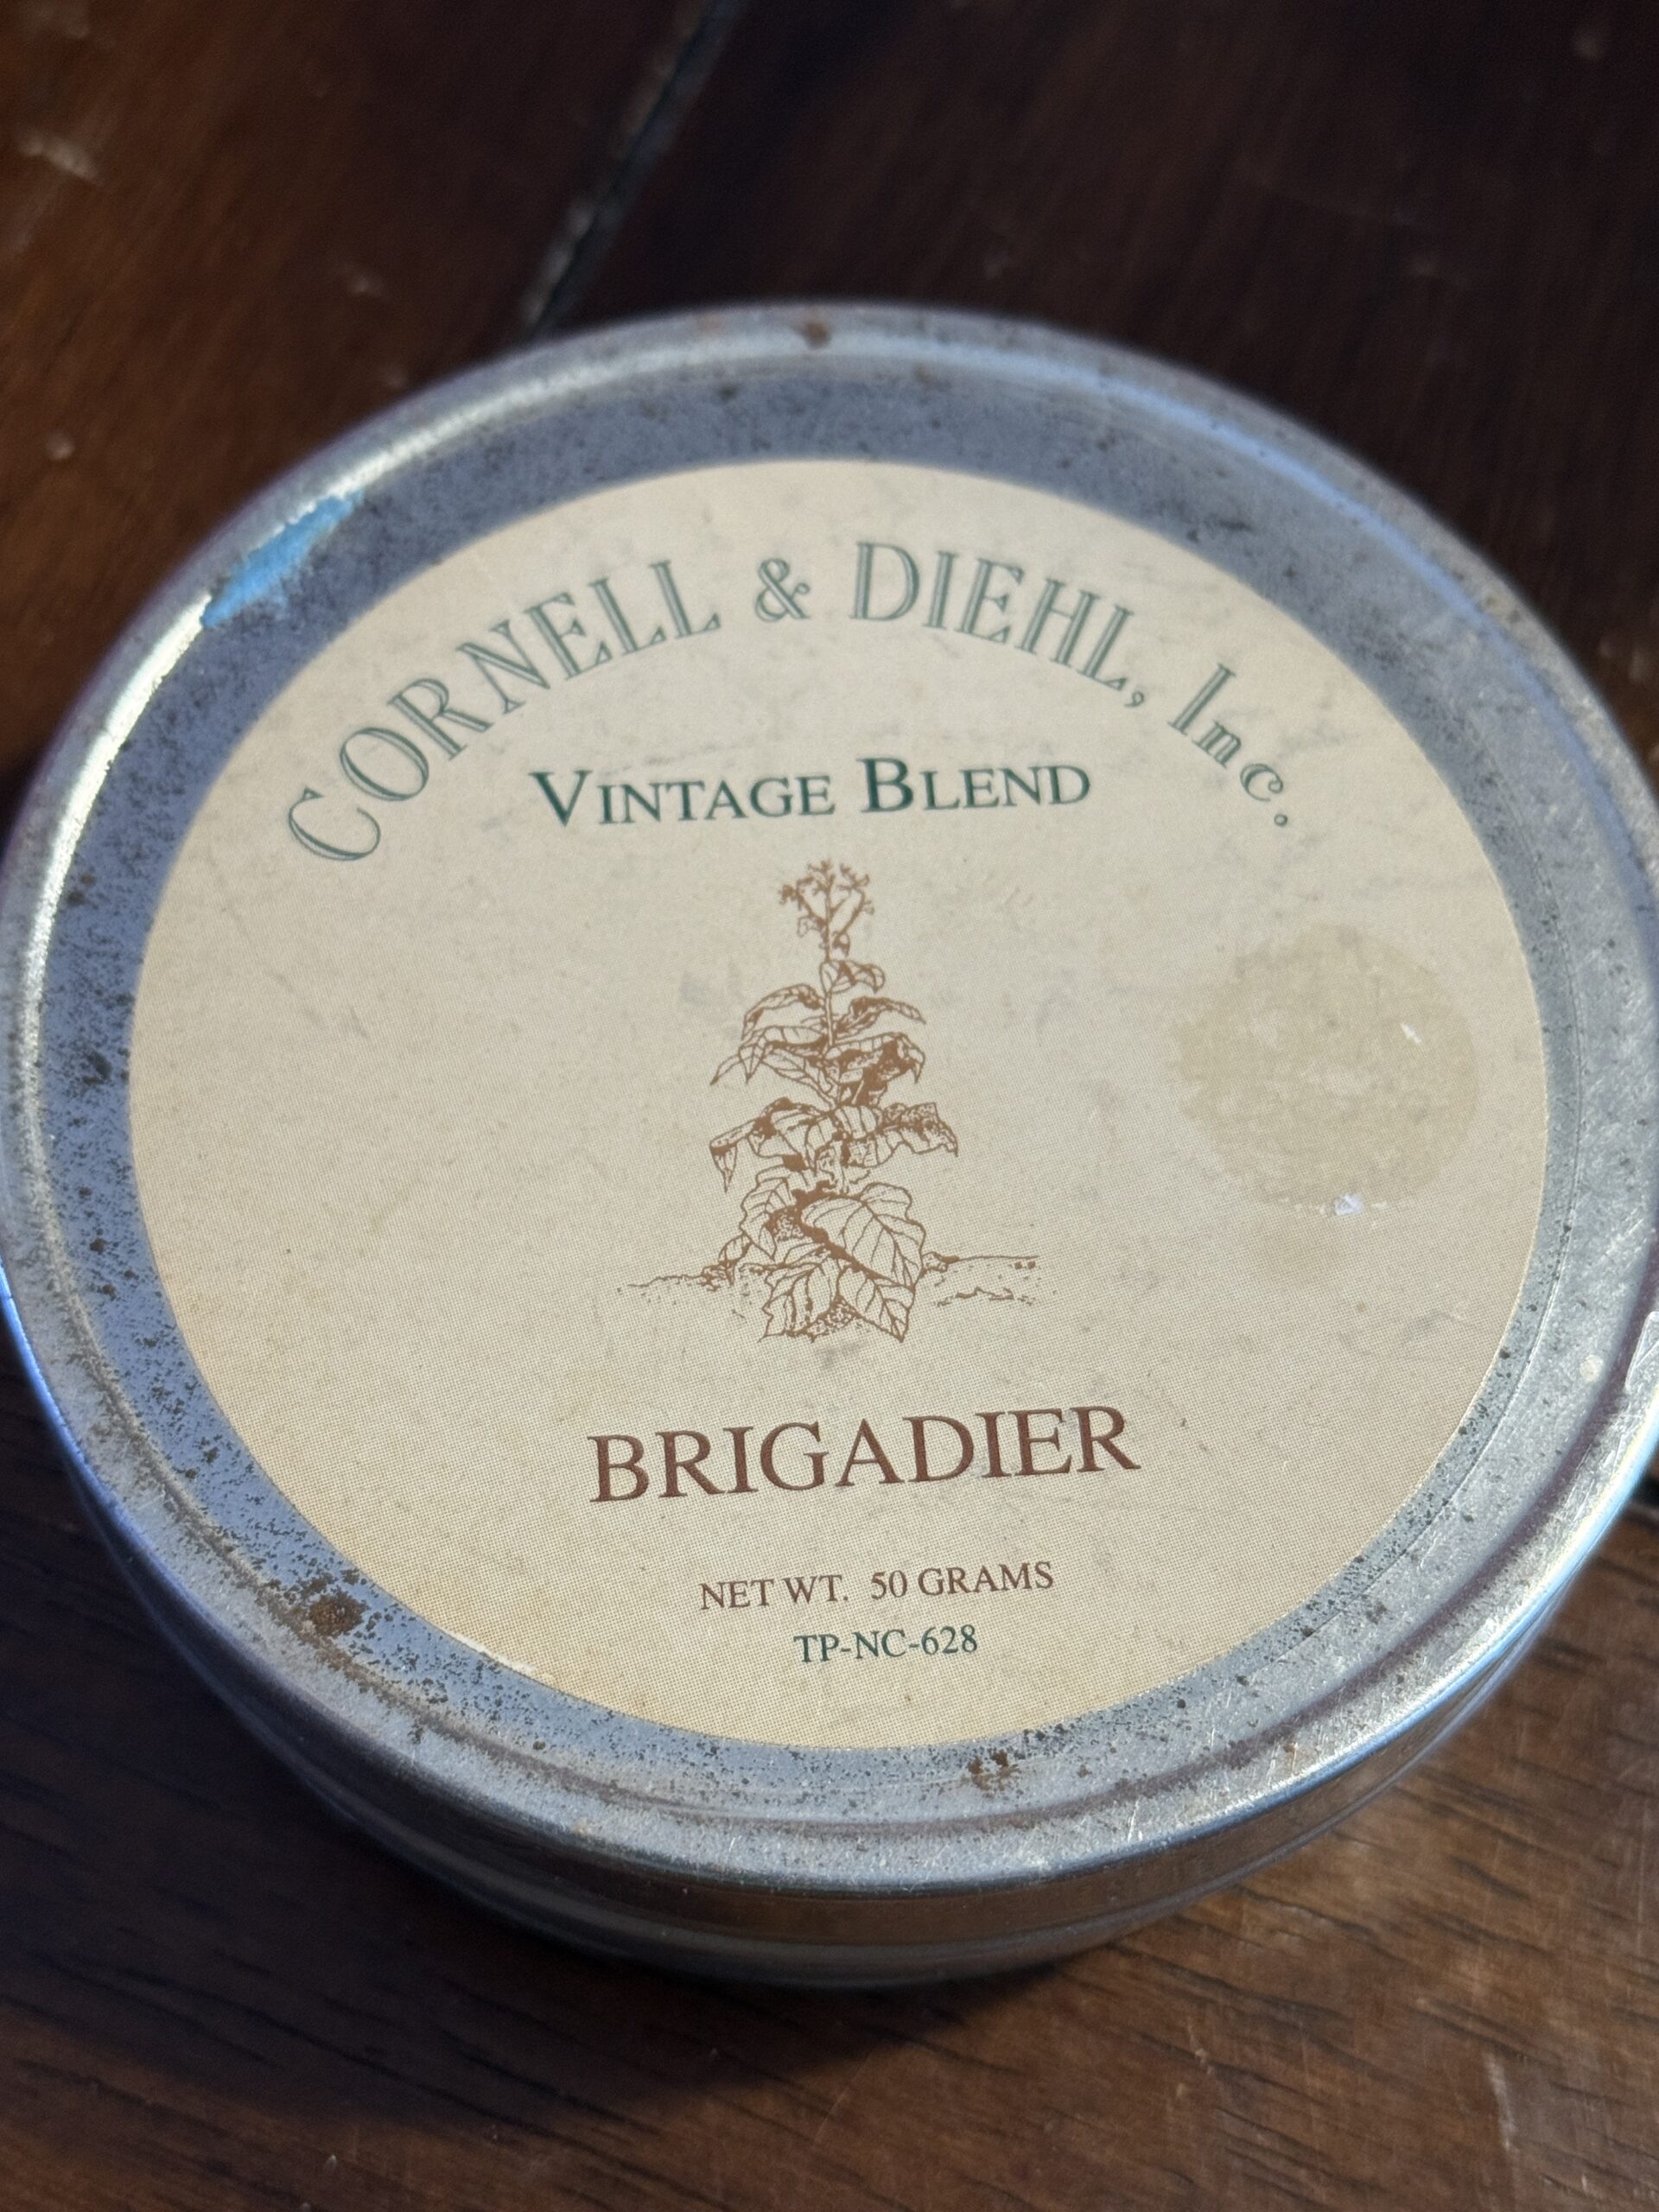 CORNELL & DIEHL, Inc.
VINTAGE BLEND
BRIGADIER
NET WT. 50 GRAMS
TP-NC-628